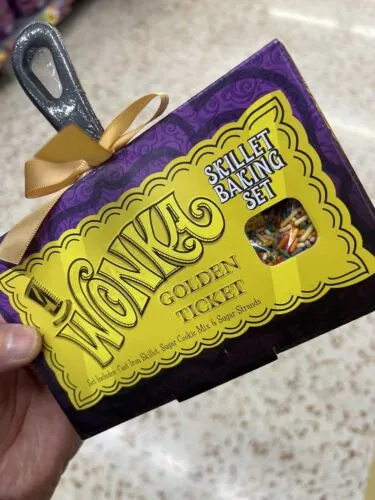 SKILLET
BAKING
SET
WONKA
GOLDEN
TICKET
Set Includes: Cast Iron Skillet, Sugar Cookie Mix & Sugar Strands